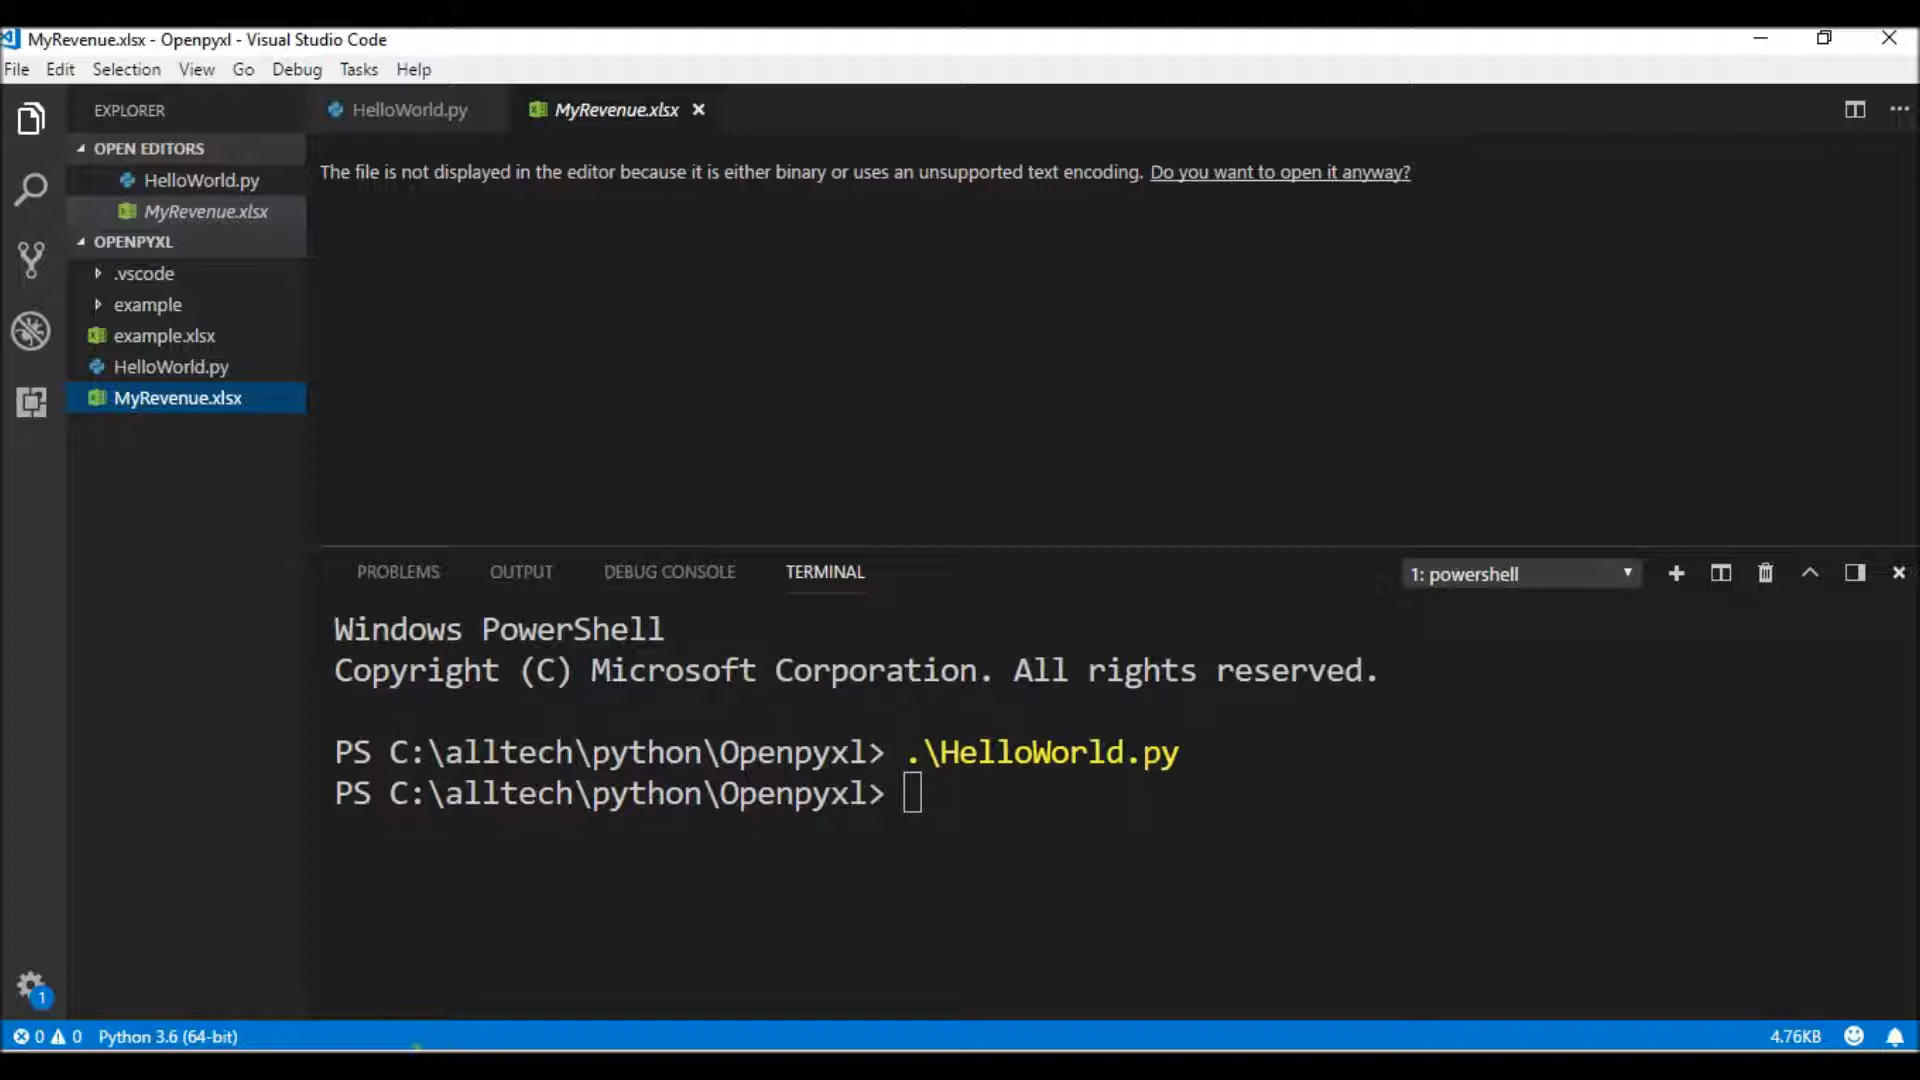 MyRevenue.xlsx - Openpyxl - Visual Studio Code
File Edit Selection View Go Debug Tasks Help
EXPLORER
HelloWorld.py MyRevenue.xlsx
OPEN EDITORS
HelloWorld.py
MyRevenue.xlsx
OPENPYXL
.vscode
example
example.xlsx
HelloWorld.py
MyRevenue.xlsx
The file is not displayed in the editor because it is either binary or uses an unsupported text encoding. Do you want to open it anyway?
PROBLEMS OUTPUT DEBUG CONSOLE TERMINAL
1: powershell
Windows PowerShell
Copyright (C) Microsoft Corporation. All rights reserved.
PS C:\alltech\python\Openpyxl> .\HelloWorld.py
PS C:\alltech\python\Openpyxl>
1
0 0 Python 3.6 (64-bit)
4.76KB